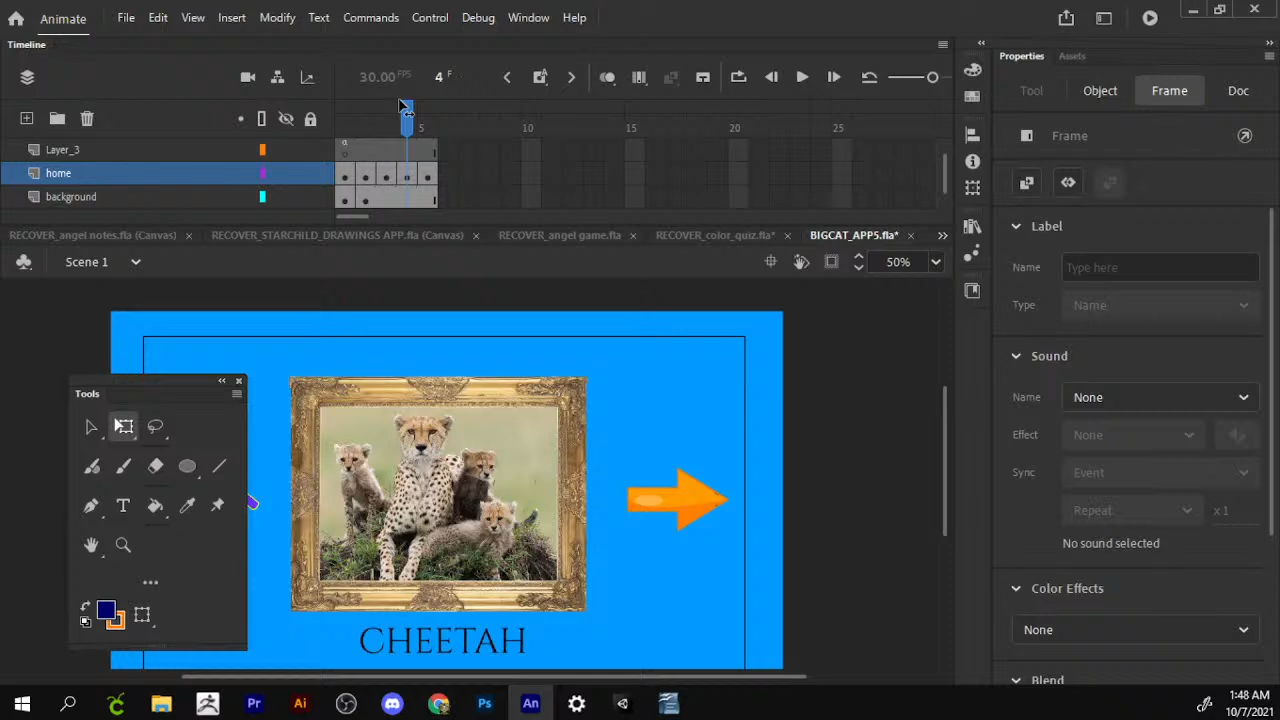 Animate File Edit View Insert Modify Text Commands Control Debug Window Help
Timeline
Properties Assets
30.00 FPS 4 F
Tool Object Frame Doc
5 10 15 20 25
Frame
Layer_3
home
background
Label
Name Type here
Type Name
RECOVER_angel notes.fla (Canvas) × RECOVER_STARCHILD_DRAWINGS APP.fla (Canvas) × RECOVER_angel game.fla × RECOVER_color_quiz.fla* × BIGCAT_APP5.fla* ×
Scene 1 50%
Sound
Name None
Effect None
Sync Event
Repeat x 1
No sound selected
Tools
CHEETAH
Color Effects
None
Blend
Pr Ai Ps An
1:48 AM
10/7/2021